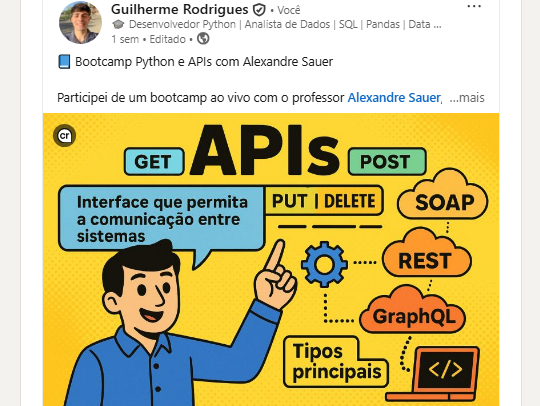 Guilherme Rodrigues • Você
Desenvolvedor Python | Analista de Dados | SQL | Pandas | Data ...
1 sem • Editado •
📘 Bootcamp Python e APIs com Alexandre Sauer
Participei de um bootcamp ao vivo com o professor Alexandre Sauer, ...mais
cr
APIs
GET
POST
Interface que permita
a comunicação entre
sistemas
PUT | DELETE
SOAP
REST
GraphQL
Tipos
principais
</>